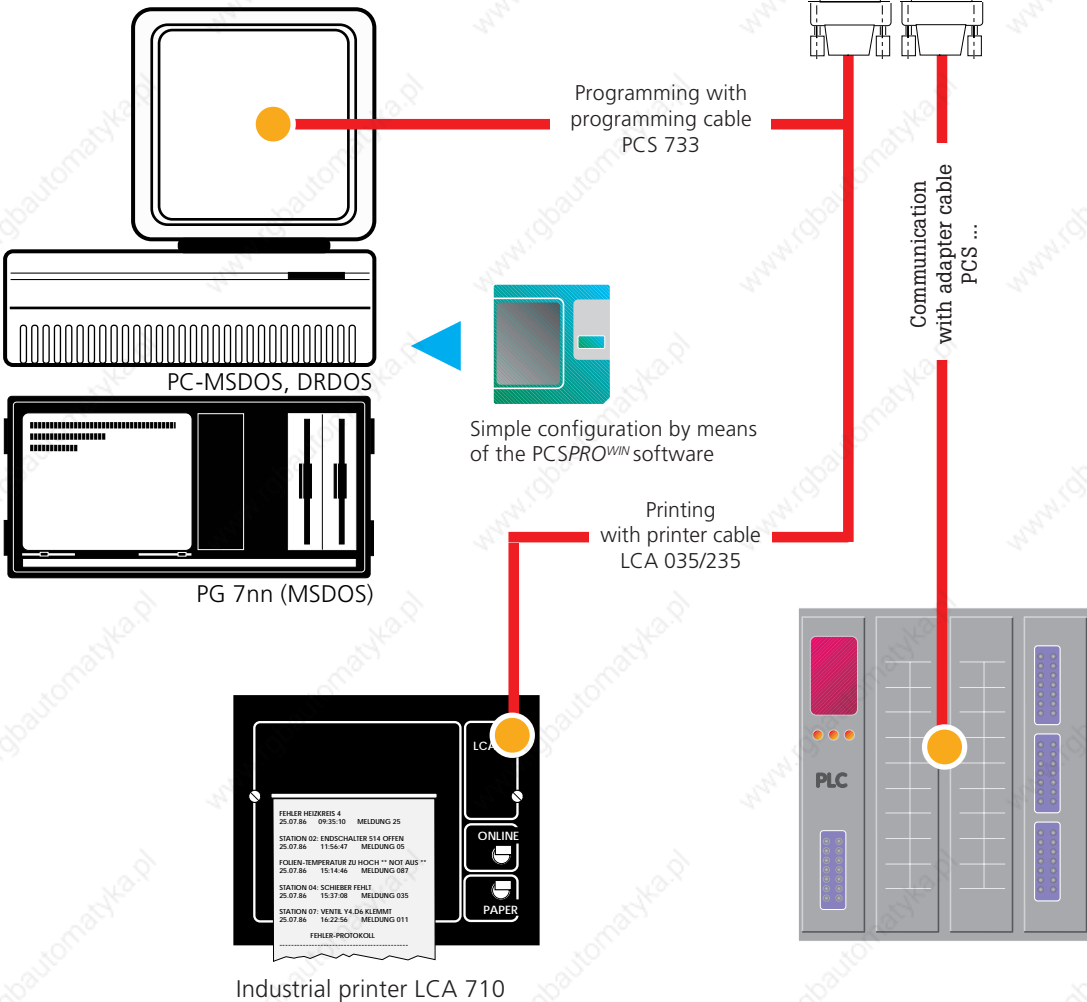 Programming with
programming cable
PCS 733
Communication
with adapter cable
PCS ...
PC-MSDOS, DRDOS
Simple configuration by means
of the PCSPROWIN software
PG 7nn (MSDOS)
Printing
with printer cable
LCA 035/235
LCA
ONLINE
PAPER
FEHLER HEIZKREIS 4
25.07.86 09:35:10 MELDUNG 25
STATION 02: ENDSCHALTER 514 OFFEN
25.07.86 11:56:47 MELDUNG 05
FOLIEN-TEMPERATUR ZU HOCH ** NOT AUS **
25.07.86 15:14:46 MELDUNG 087
STATION 04: SCHIEBER FEHLT
25.07.86 15:37:08 MELDUNG 035
STATION 07: VENTIL Y4.D6 KLEMMT
25.07.86 16:22:56 MELDUNG 011
FEHLER-PROTOKOLL
PLC
Industrial printer LCA 710
www.rgbautomatyka.pl